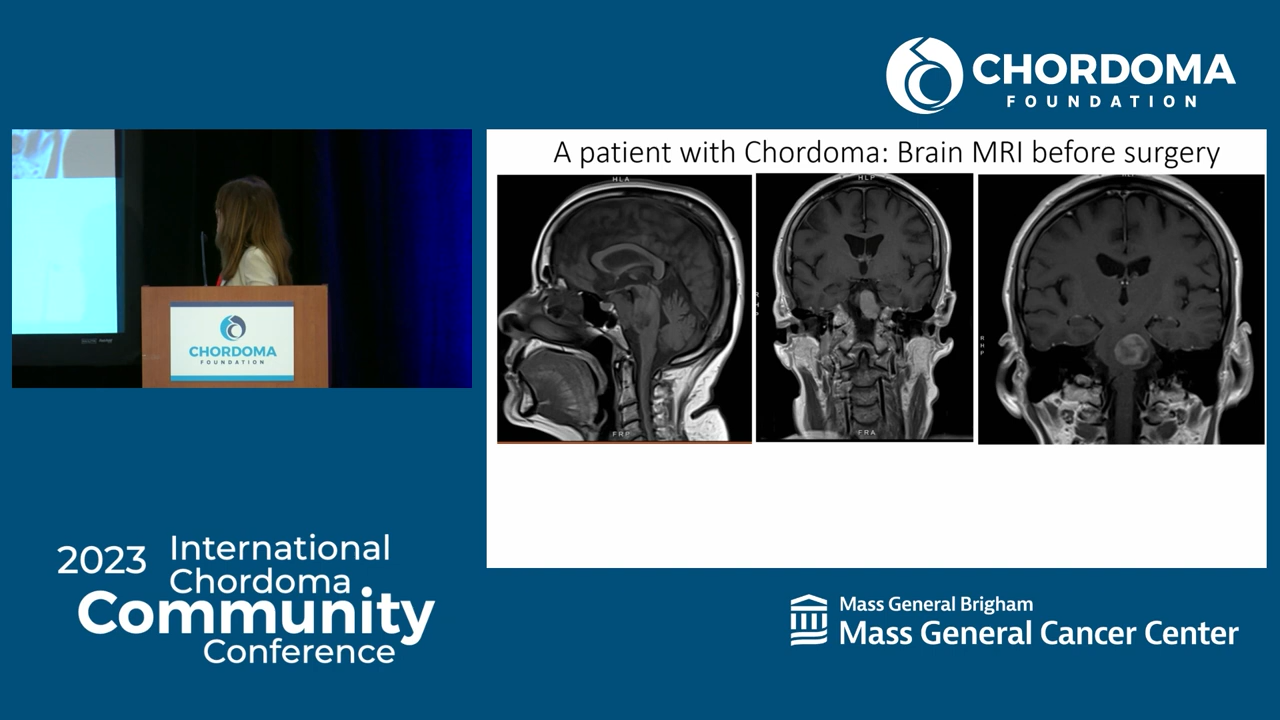 CHORDOMA
FOUNDATION
A patient with Chordoma: Brain MRI before surgery
HLA
HLP
FRP
FRA
R
H
P
CHORDOMA
FOUNDATION
2023 International
Chordoma
Community
Conference
Mass General Brigham
Mass General Cancer Center